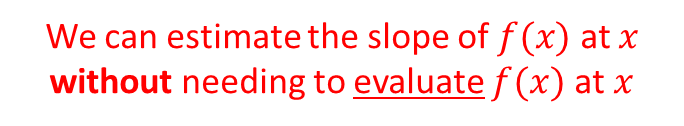 We can estimate the slope of f(x) at x
without needing to evaluate f(x) at x